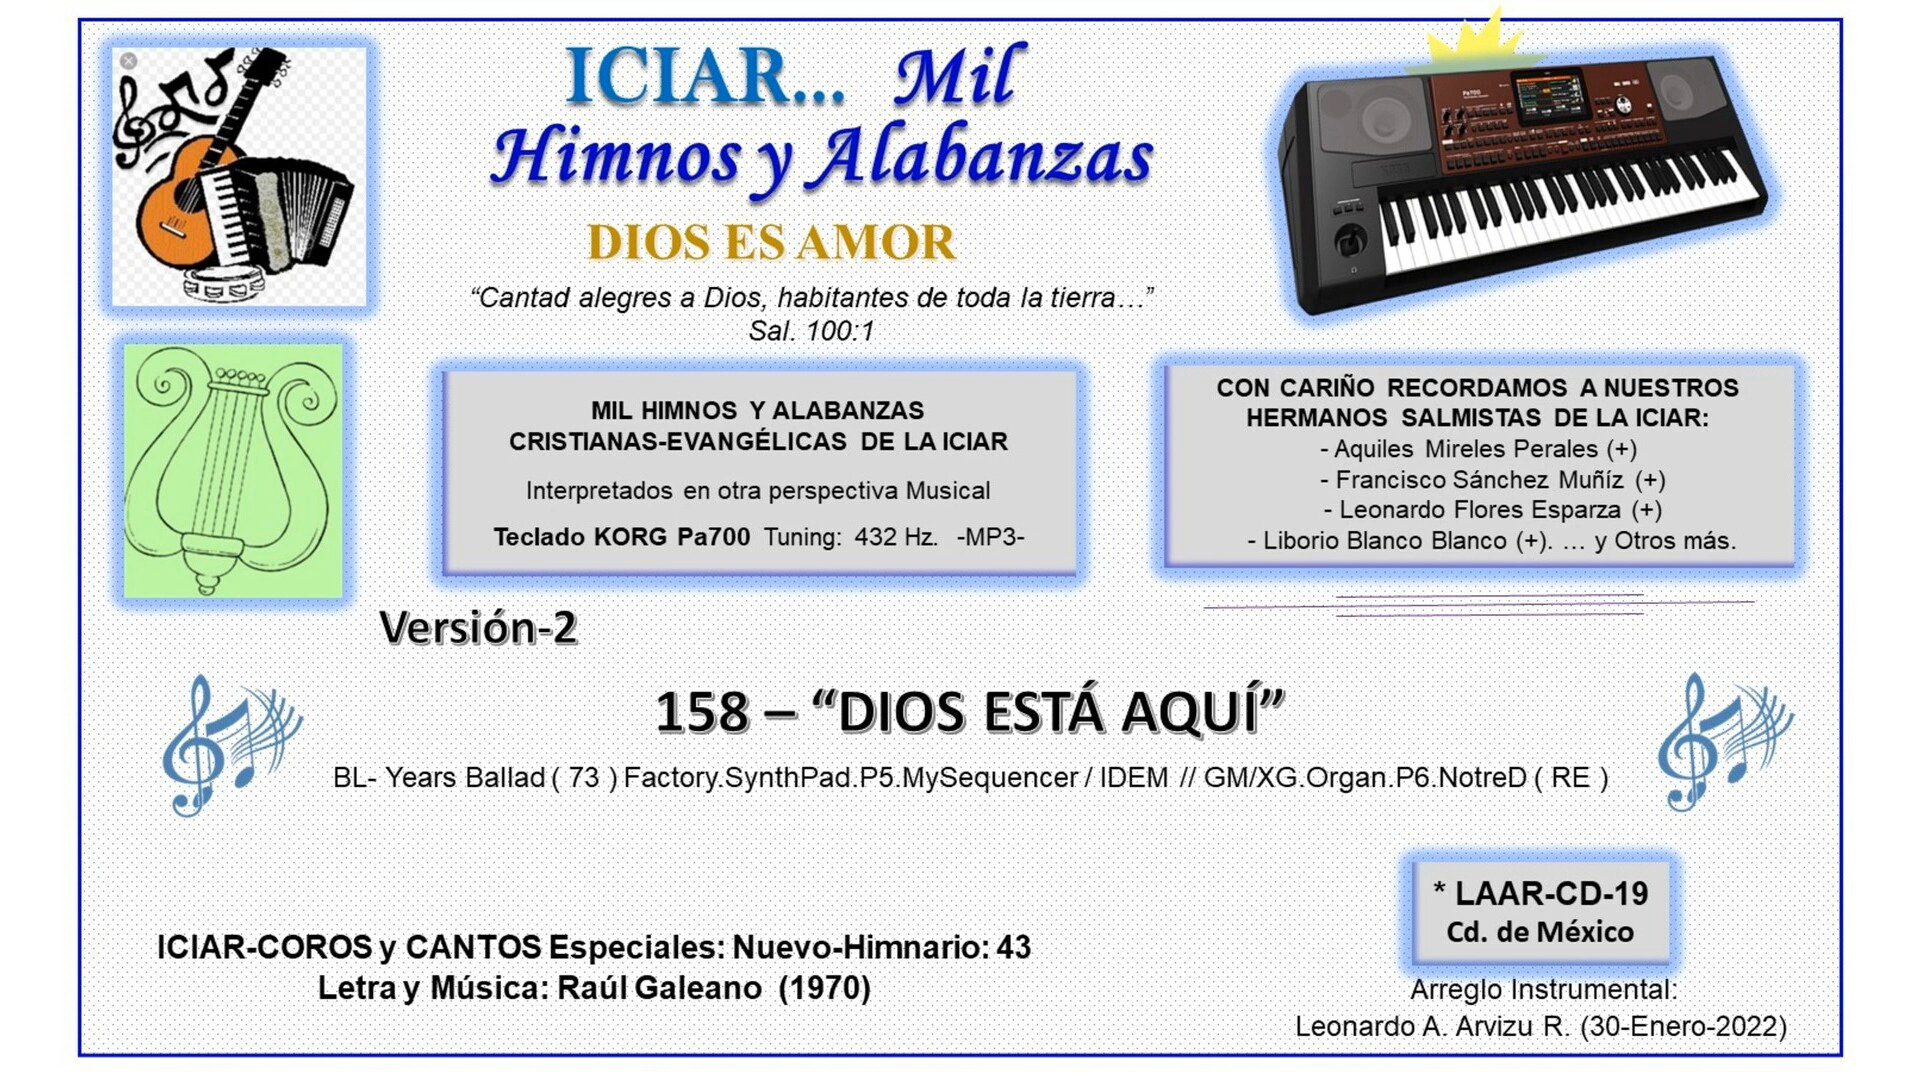 ICIAR... Mil
Himnos y Alabanzas
DIOS ES AMOR
“Cantad alegres a Dios, habitantes de toda la tierra…”
Sal. 100:1
Pa700
KORG
MIL HIMNOS Y ALABANZAS
CRISTIANAS-EVANGÉLICAS DE LA ICIAR
Interpretados en otra perspectiva Musical
Teclado KORG Pa700 Tuning: 432 Hz. -MP3-
CON CARIÑO RECORDAMOS A NUESTROS
HERMANOS SALMISTAS DE LA ICIAR:
- Aquiles Mireles Perales (+)
- Francisco Sánchez Muñíz (+)
- Leonardo Flores Esparza (+)
- Liborio Blanco Blanco (+). … y Otros más.
Versión-2
158 – “DIOS ESTÁ AQUÍ”
BL- Years Ballad ( 73 ) Factory.SynthPad.P5.MySequencer / IDEM // GM/XG.Organ.P6.NotreD ( RE )
* LAAR-CD-19
Cd. de México
ICIAR-COROS y CANTOS Especiales: Nuevo-Himnario: 43
Letra y Música: Raúl Galeano (1970)
Arreglo Instrumental:
Leonardo A. Arvizu R. (30-Enero-2022)